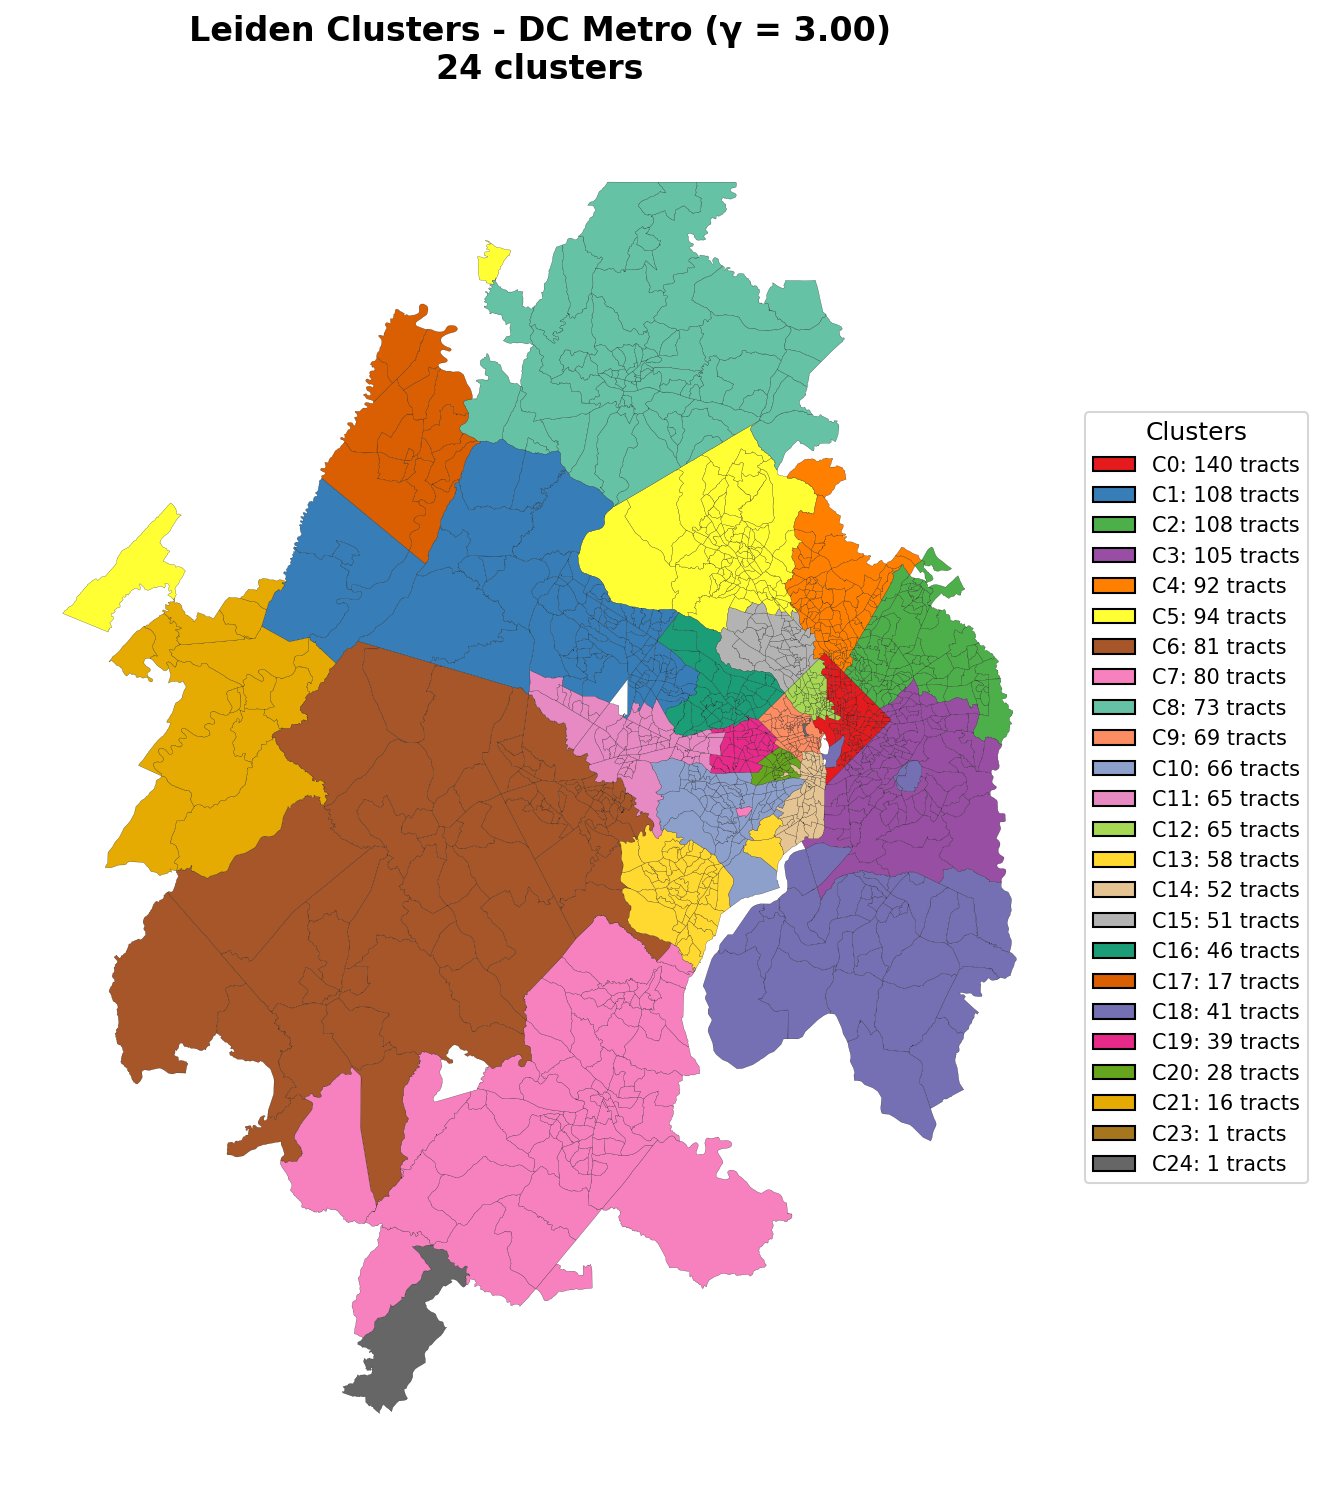 Leiden Clusters - DC Metro (γ = 3.00)
24 clusters
Clusters
C0: 140 tracts
C1: 108 tracts
C2: 108 tracts
C3: 105 tracts
C4: 92 tracts
C5: 94 tracts
C6: 81 tracts
C7: 80 tracts
C8: 73 tracts
C9: 69 tracts
C10: 66 tracts
C11: 65 tracts
C12: 65 tracts
C13: 58 tracts
C14: 52 tracts
C15: 51 tracts
C16: 46 tracts
C17: 17 tracts
C18: 41 tracts
C19: 39 tracts
C20: 28 tracts
C21: 16 tracts
C23: 1 tracts
C24: 1 tracts